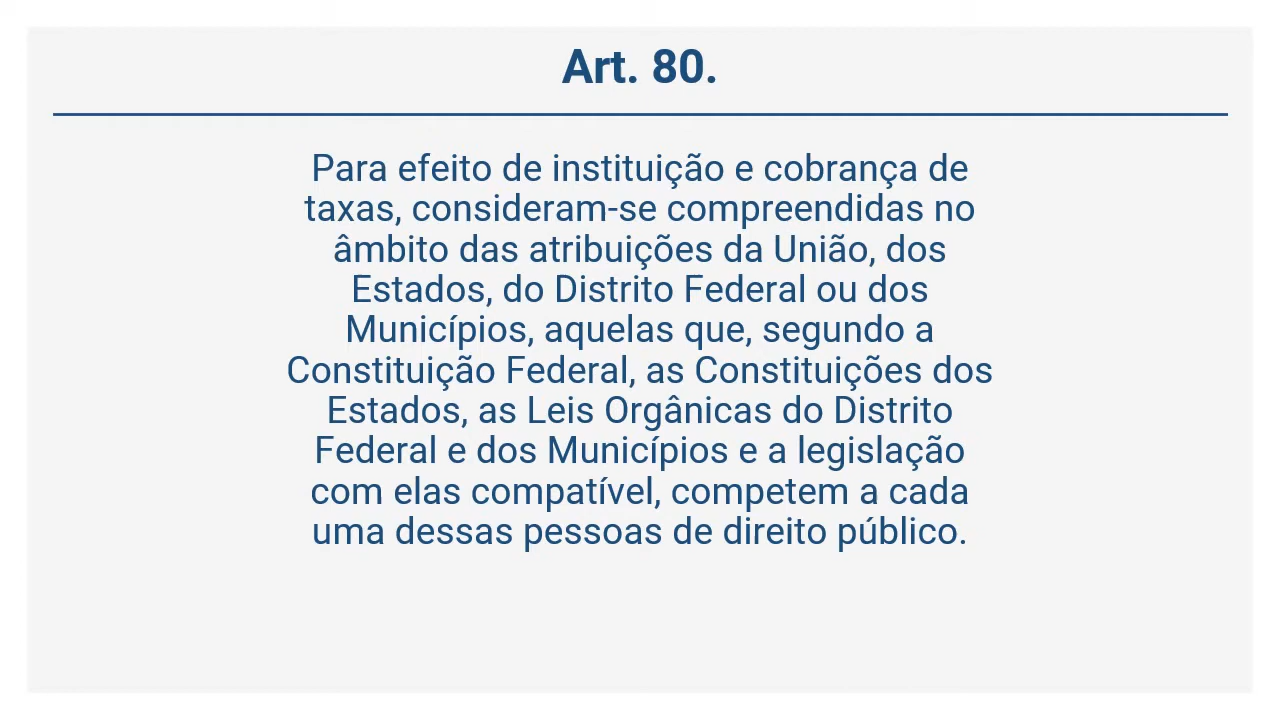 Art. 80.
Para efeito de instituição e cobrança de
taxas, consideram-se compreendidas no
âmbito das atribuições da União, dos
Estados, do Distrito Federal ou dos
Municípios, aquelas que, segundo a
Constituição Federal, as Constituições dos
Estados, as Leis Orgânicas do Distrito
Federal e dos Municípios e a legislação
com elas compatível, competem a cada
uma dessas pessoas de direito público.